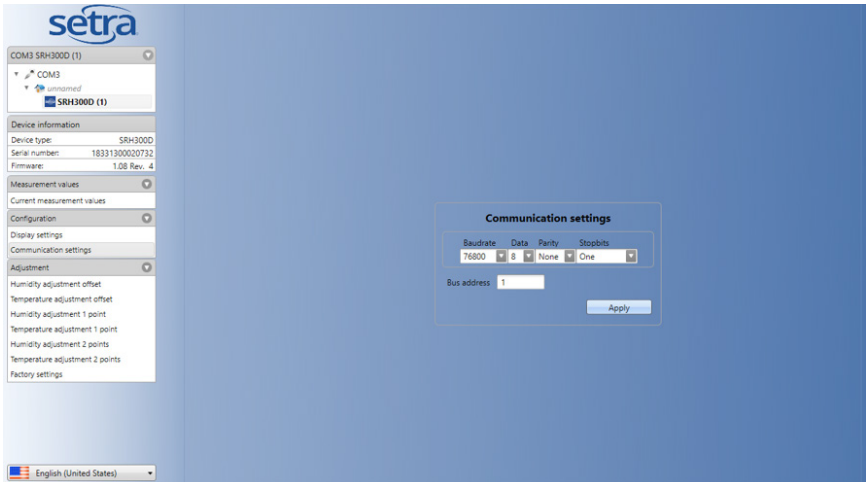 setra
COM3 SRH300D (1)
COM3
unnamed
SRH300D (1)
Device information
Device type: SRH300D
Serial number: 18331300020732
Firmware: 1.08 Rev. 4
Measurement values
Current measurement values
Configuration
Display settings
Communication settings
Adjustment
Humidity adjustment offset
Temperature adjustment offset
Humidity adjustment 1 point
Temperature adjustment 1 point
Humidity adjustment 2 points
Temperature adjustment 2 points
Factory settings
English (United States)
Communication settings
Baudrate Data Parity Stopbits
76800 8 None One
Bus address 1
Apply